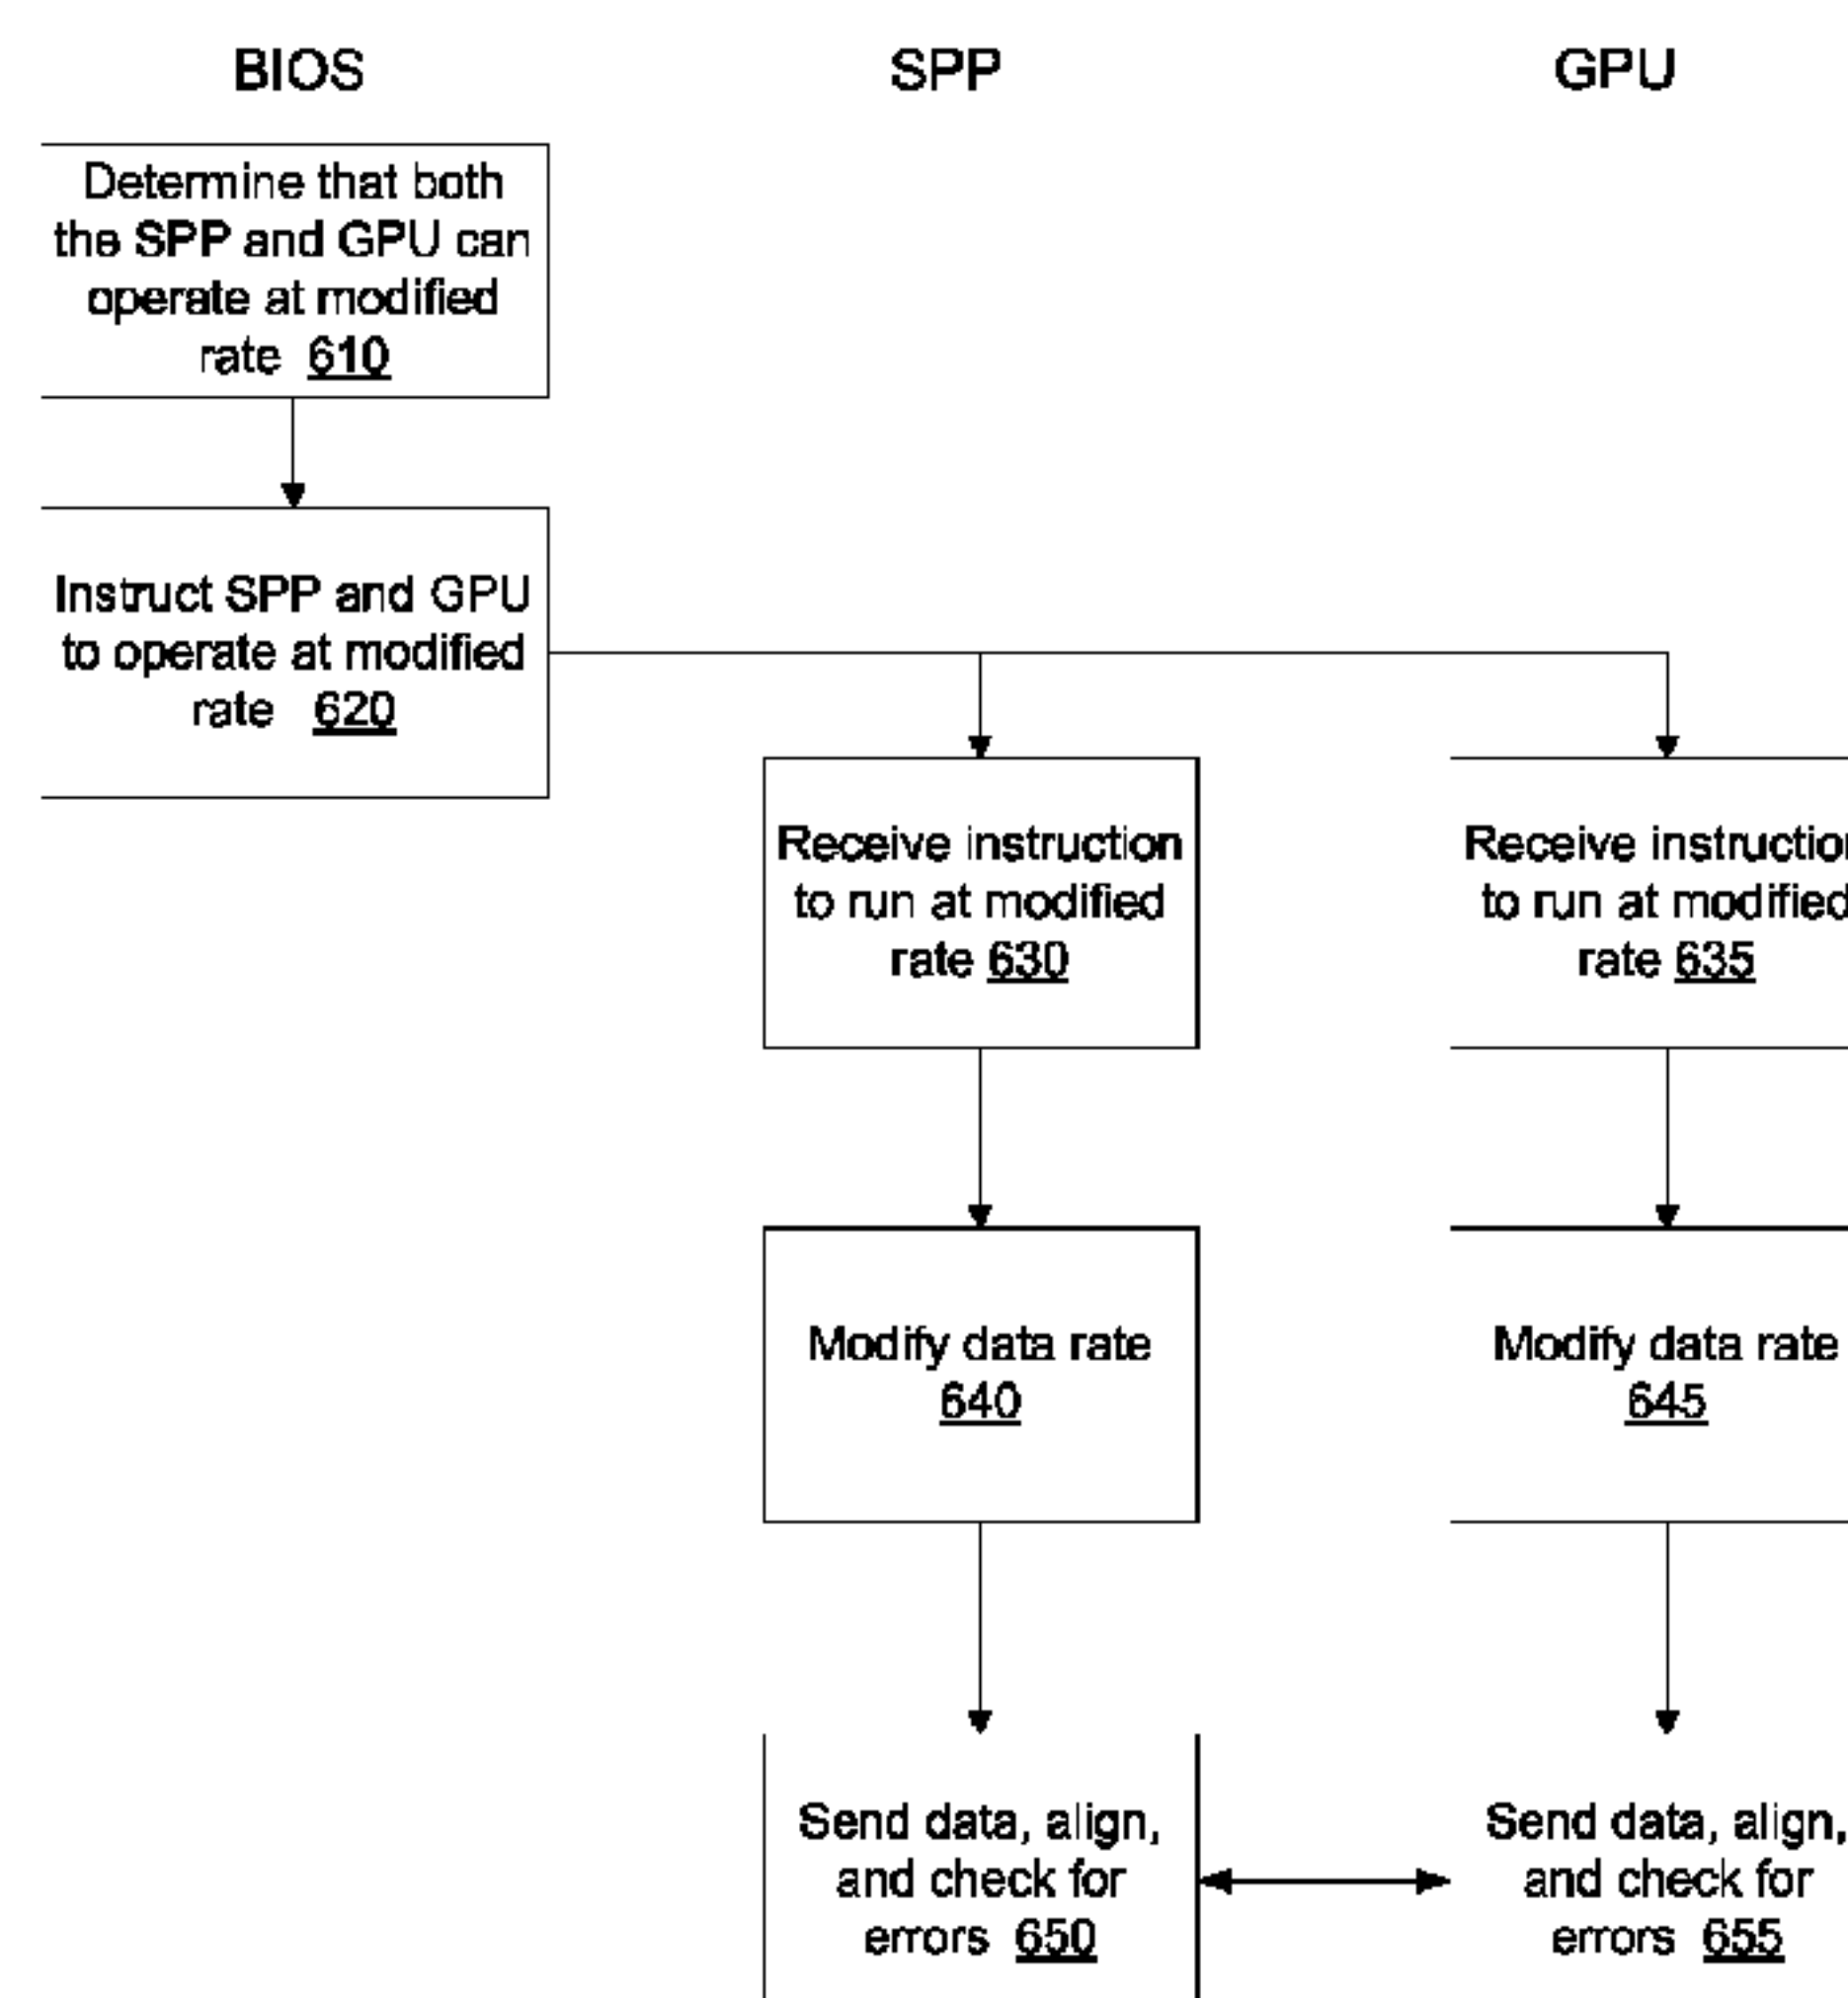 BIOS
SPP
GPU
Determine that both
the SPP and GPU can
operate at modified
rate 610
Instruct SPP and GPU
to operate at modified
rate 620
Receive instruction
to run at modified
rate 630
Receive instruction
to run at modified
rate 635
Modify data rate
640
Modify data rate
645
Send data, align,
and check for
errors 650
Send data, align,
and check for
errors 655